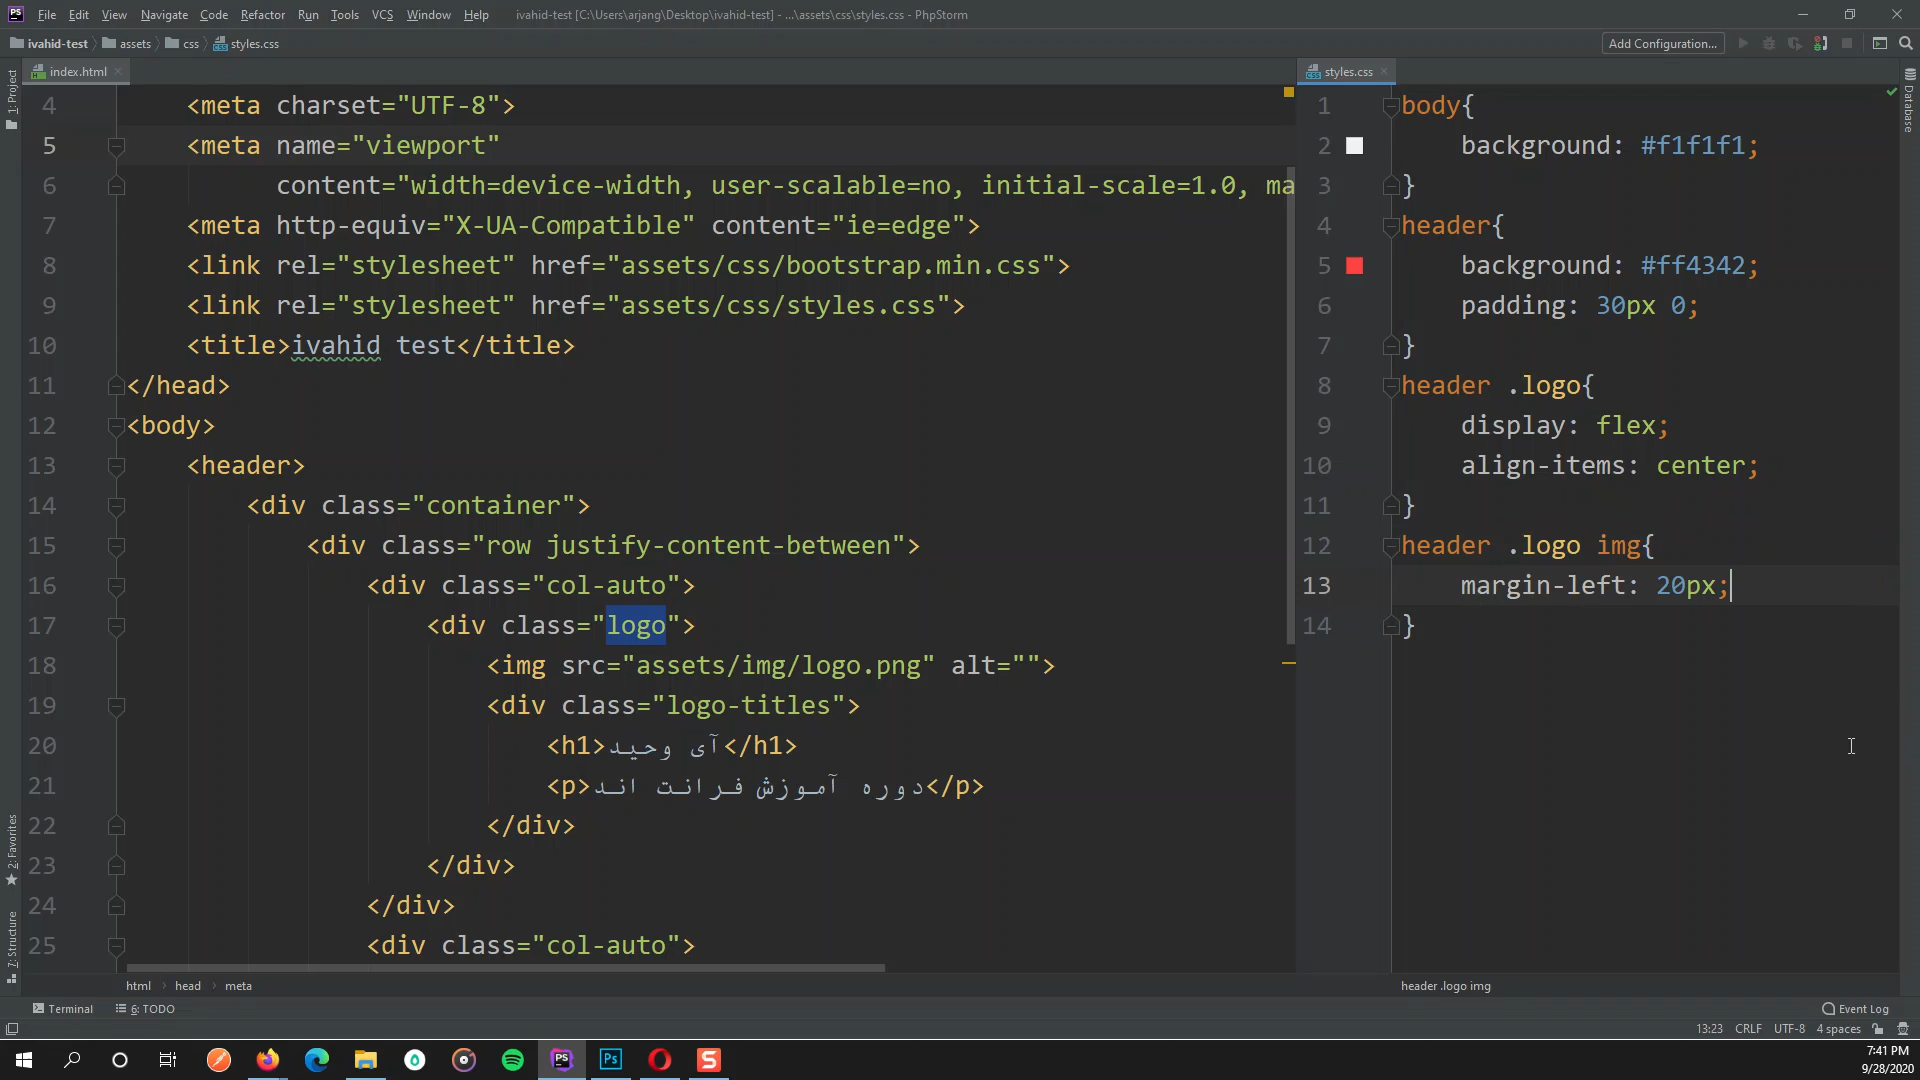 PS File Edit View Navigate Code Refactor Run Tools VCS Window Help ivahid-test [C:\Users\arjang\Desktop\ivahid-test] - ...\assets\css\styles.css - PhpStorm
ivahid-test assets css styles.css Add Configuration...
1: Project
2: Favorites
7: Structure
index.html
4 <meta charset="UTF-8">
5 <meta name="viewport"
6 content="width=device-width, user-scalable=no, initial-scale=1.0, ma
7 <meta http-equiv="X-UA-Compatible" content="ie=edge">
8 <link rel="stylesheet" href="assets/css/bootstrap.min.css">
9 <link rel="stylesheet" href="assets/css/styles.css">
10 <title>ivahid test</title>
11 </head>
12 <body>
13 <header>
14 <div class="container">
15 <div class="row justify-content-between">
16 <div class="col-auto">
17 <div class="logo">
18 <img src="assets/img/logo.png" alt="">
19 <div class="logo-titles">
20 <h1>آی وحید</h1>
21 <p>دوره آموزش فرانت اند</p>
22 </div>
23 </div>
24 </div>
25 <div class="col-auto">
html head meta
styles.css
1 body{
2 background: #f1f1f1;
3 }
4 header{
5 background: #ff4342;
6 padding: 30px 0;
7 }
8 header .logo{
9 display: flex;
10 align-items: center;
11 }
12 header .logo img{
13 margin-left: 20px;
14 }
header .logo img
Database
Terminal 6: TODO Event Log
13:23 CRLF UTF-8 4 spaces
PS Ps S
7:41 PM
9/28/2020